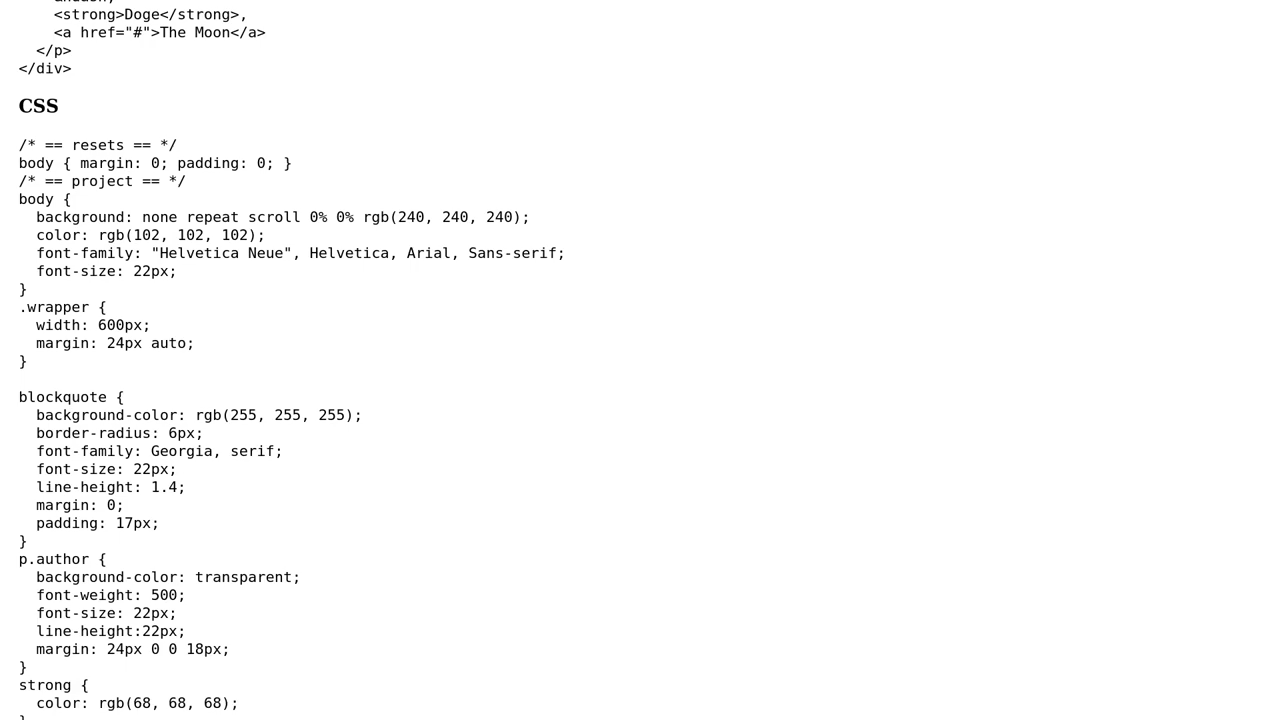 <strong>Doge</strong>,
<a href="#">The Moon</a>
</p>
</div>
CSS
/* == resets == */
body { margin: 0; padding: 0; }
/* == project == */
body {
background: none repeat scroll 0% 0% rgb(240, 240, 240);
color: rgb(102, 102, 102);
font-family: "Helvetica Neue", Helvetica, Arial, Sans-serif;
font-size: 22px;
}
.wrapper {
width: 600px;
margin: 24px auto;
}
blockquote {
background-color: rgb(255, 255, 255);
border-radius: 6px;
font-family: Georgia, serif;
font-size: 22px;
line-height: 1.4;
margin: 0;
padding: 17px;
}
p.author {
background-color: transparent;
font-weight: 500;
font-size: 22px;
line-height:22px;
margin: 24px 0 0 18px;
}
strong {
color: rgb(68, 68, 68);
}